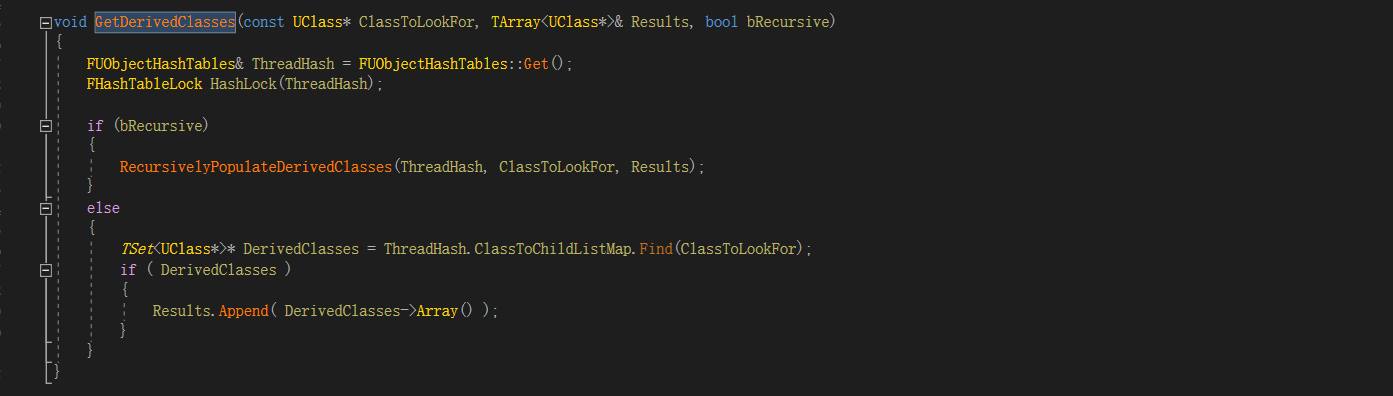 void GetDerivedClasses(const UClass* ClassToLookFor, TArray<UClass*>& Results, bool bRecursive)
{
FUObjectHashTables& ThreadHash = FUObjectHashTables::Get();
FHashTableLock HashLock(ThreadHash);
if (bRecursive)
{
RecursivelyPopulateDerivedClasses(ThreadHash, ClassToLookFor, Results);
}
else
{
TSet<UClass*>* DerivedClasses = ThreadHash.ClassToChildListMap.Find(ClassToLookFor);
if ( DerivedClasses )
{
Results.Append( DerivedClasses->Array() );
}
}
}